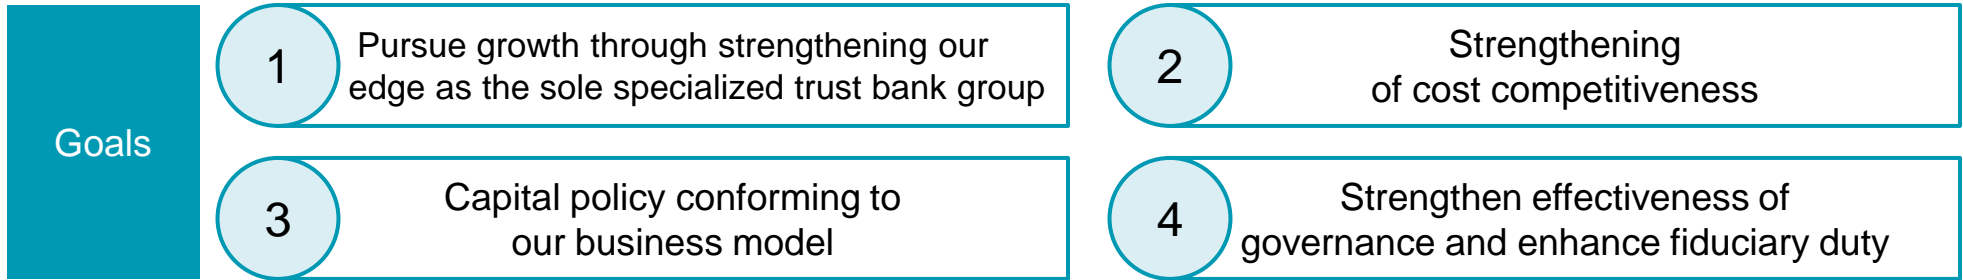 Goals
1
Pursue growth through strengthening our
edge as the sole specialized trust bank group
2
Strengthening
of cost competitiveness
3
Capital policy conforming to
our business model
4
Strengthen effectiveness of
governance and enhance fiduciary duty